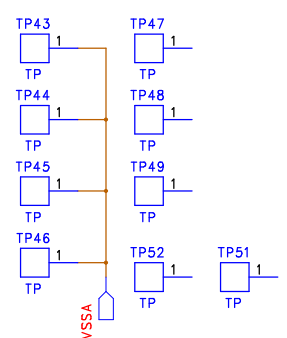 TP43 TP47
1 1
TP TP
TP44 TP48
1 1
TP TP
TP45 TP49
1 1
TP TP
TP46 TP52 TP51
1 1 1
TP TP TP
VSSA